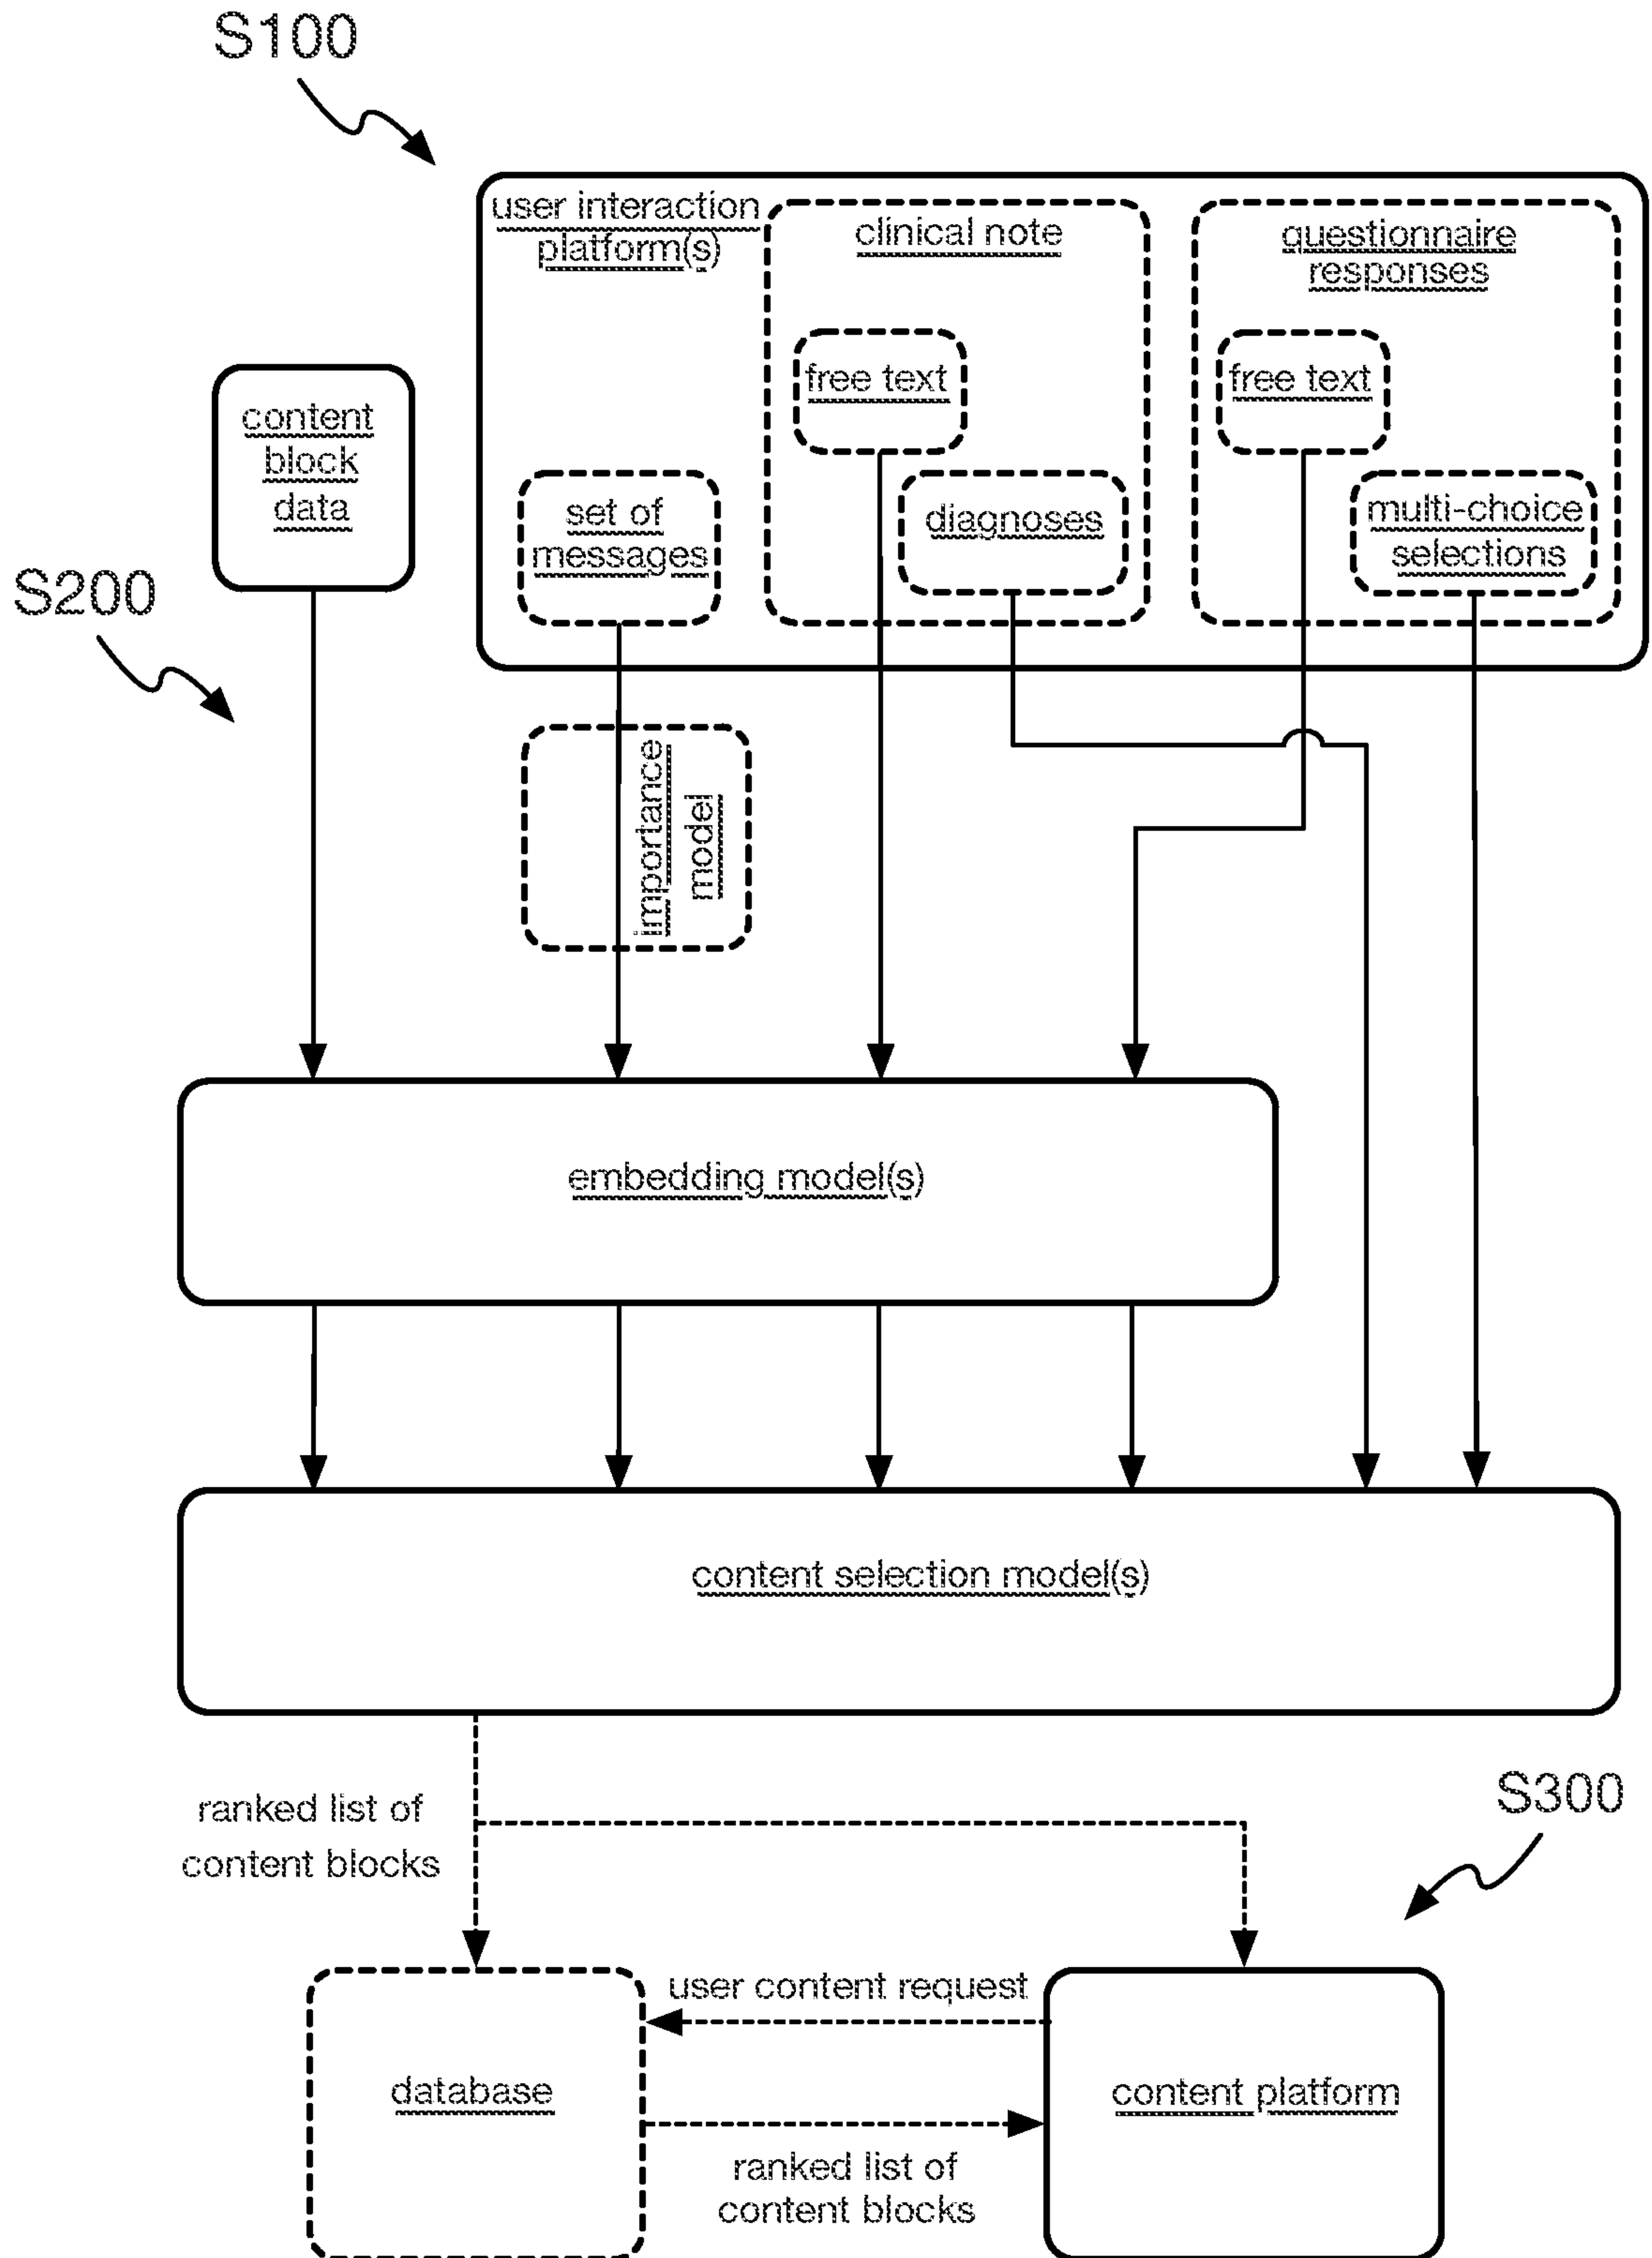 S100
user interaction
platform(s)
clinical note
questionnaire
responses
free text
free text
content
block
data
set of
messages
diagnoses
multi-choice
selections
S200
importance
model
embedding model(s)
content selection model(s)
ranked list of
content blocks
S300
user content request
database
content platform
ranked list of
content blocks